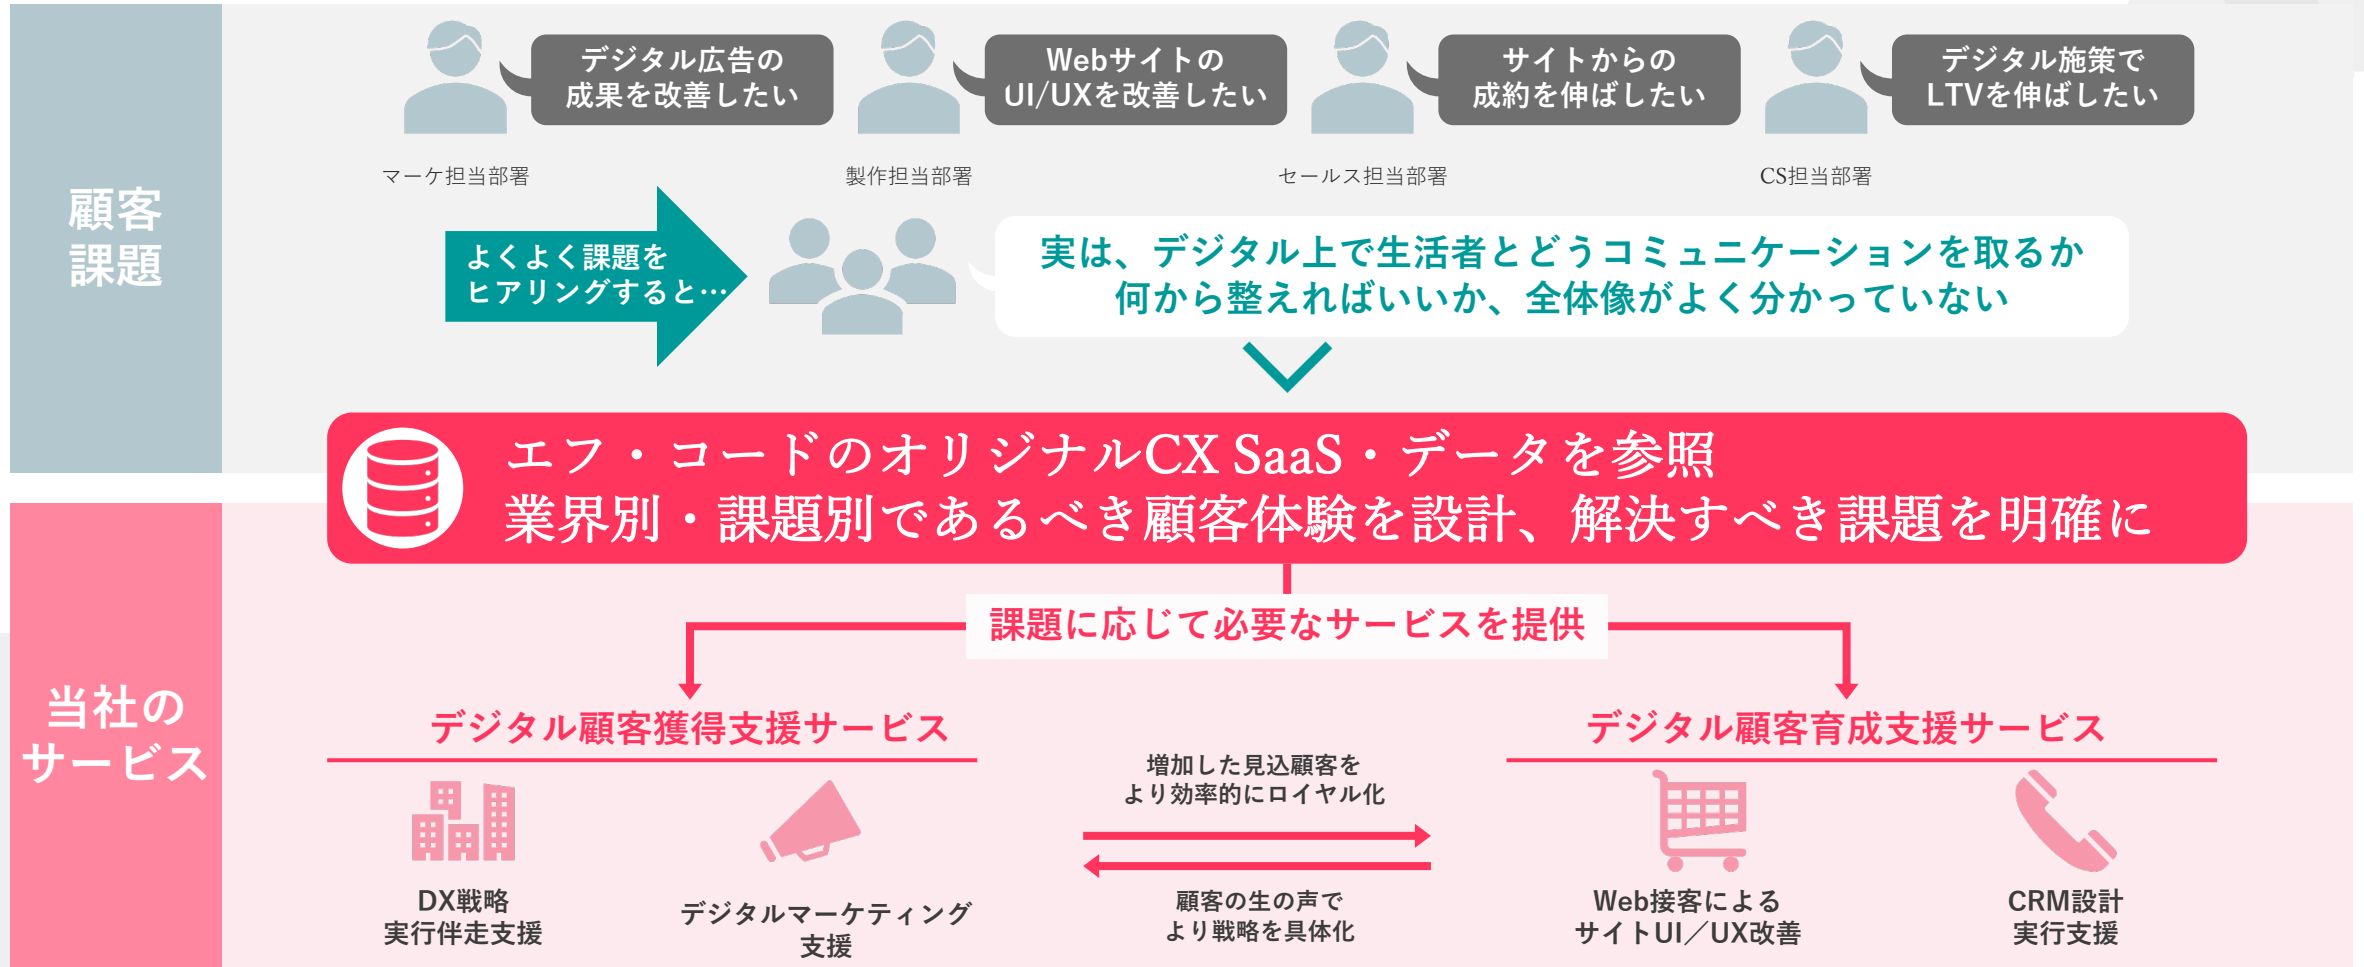 顧客
課題
デジタル広告の
成果を改善したい
Webサイトの
UI/UXを改善したい
サイトからの
成約を伸ばしたい
デジタル施策で
LTVを伸ばしたい
マーケ担当部署
製作担当部署
セールス担当部署
CS担当部署
よくよく課題を
ヒアリングすると…
実は、デジタル上で生活者とどうコミュニケーションを取るか
何から整えればいいか、全体像がよく分かっていない
エフ・コードのオリジナルCX SaaS・データを参照
業界別・課題別であるべき顧客体験を設計、解決すべき課題を明確に
当社の
サービス
課題に応じて必要なサービスを提供
デジタル顧客獲得支援サービス
DX戦略
実行伴走支援
デジタルマーケティング
支援
増加した見込顧客を
より効率的にロイヤル化
顧客の生の声で
より戦略を具体化
デジタル顧客育成支援サービス
Web接客による
サイトUI／UX改善
CRM設計
実行支援